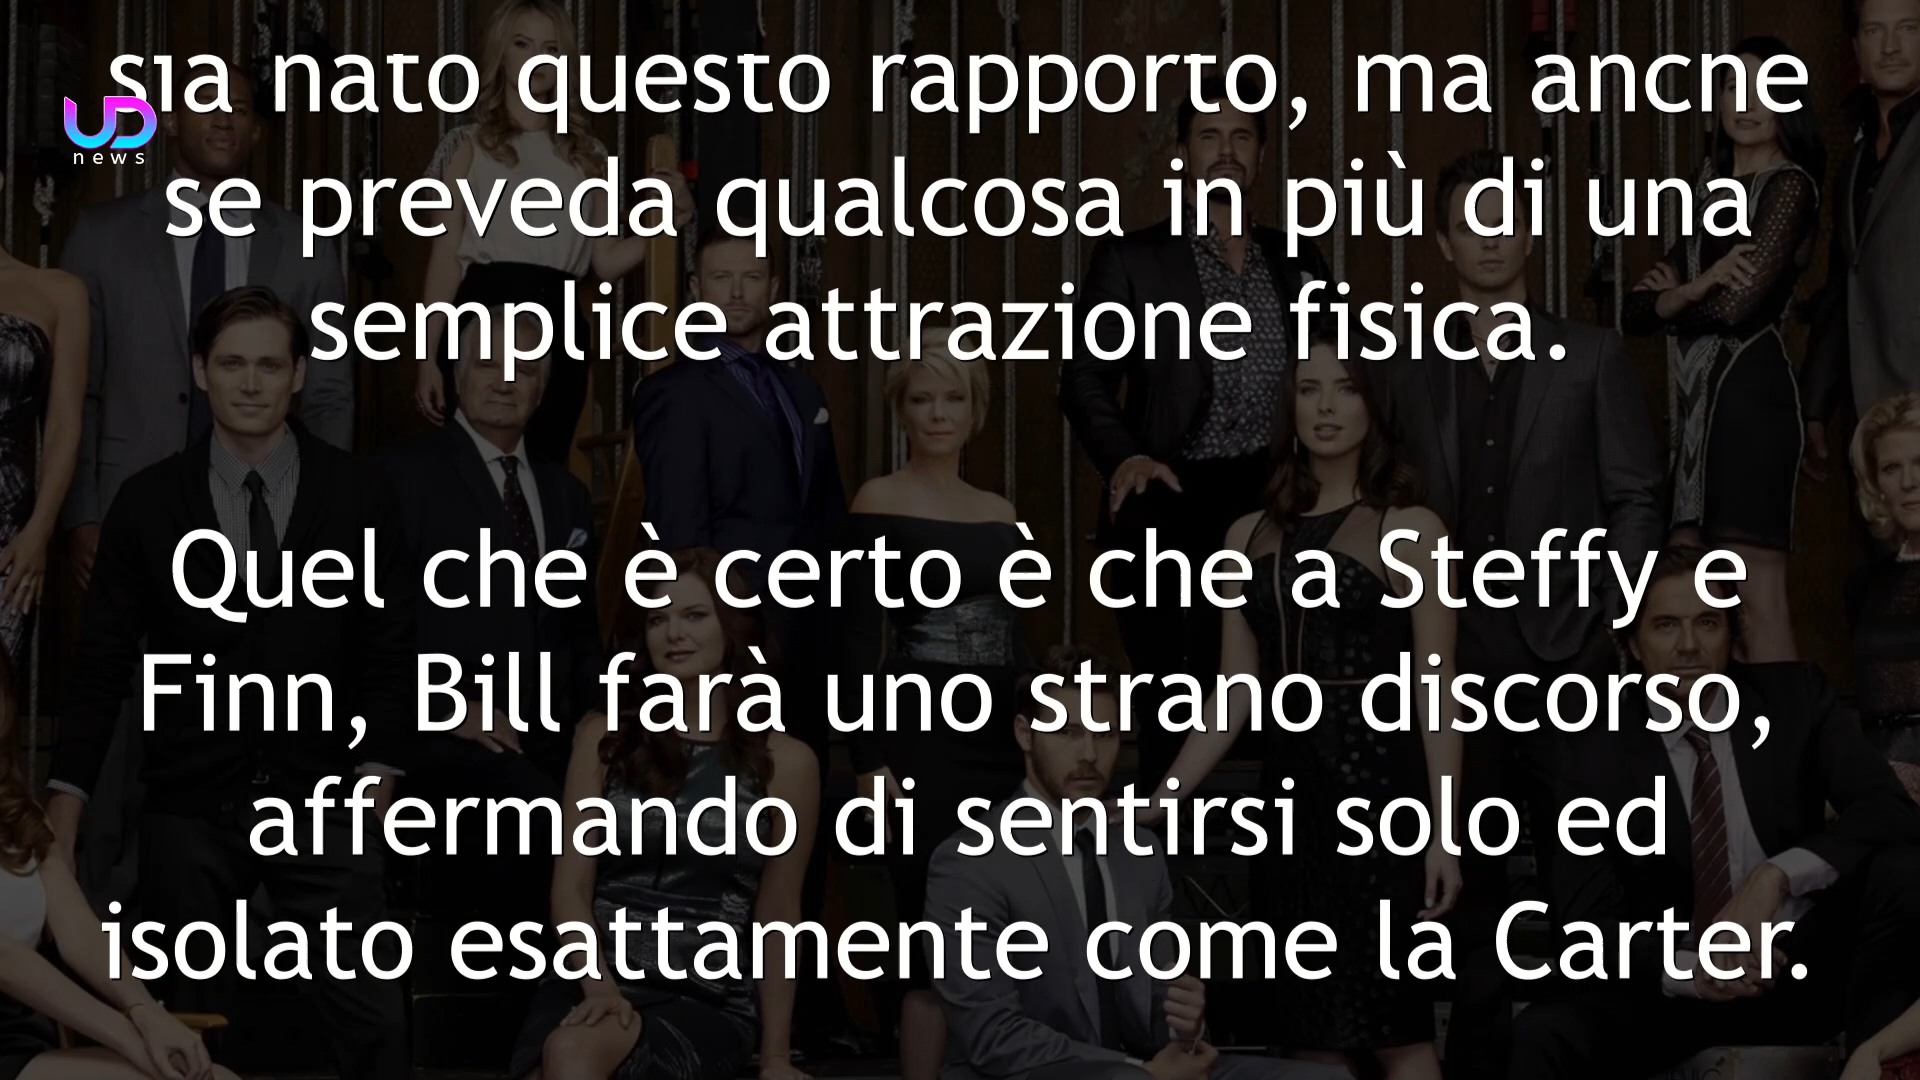 sia nato questo rapporto, ma anche
UD
news
se preveda qualcosa in più di una
semplice attrazione fisica.
Quel che è certo è che a Steffy e
Finn, Bill farà uno strano discorso,
affermando di sentirsi solo ed
isolato esattamente come la Carter.